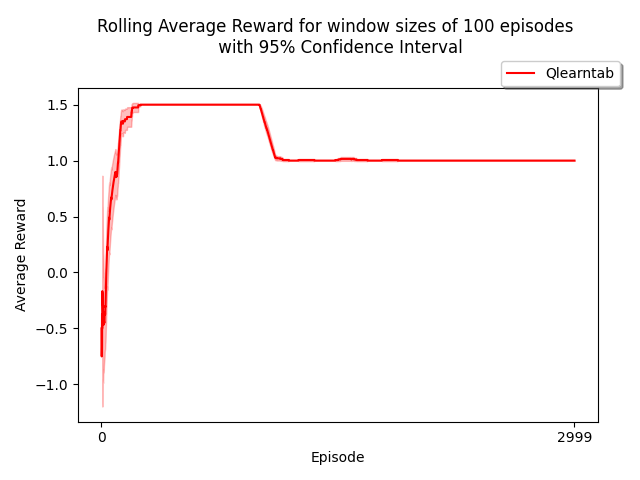 Rolling Average Reward for window sizes of 100 episodes
with 95% Confidence Interval
Qlearntab
1.5
1.0
0.5
0.0
−0.5
−1.0
Average Reward
0
2999
Episode